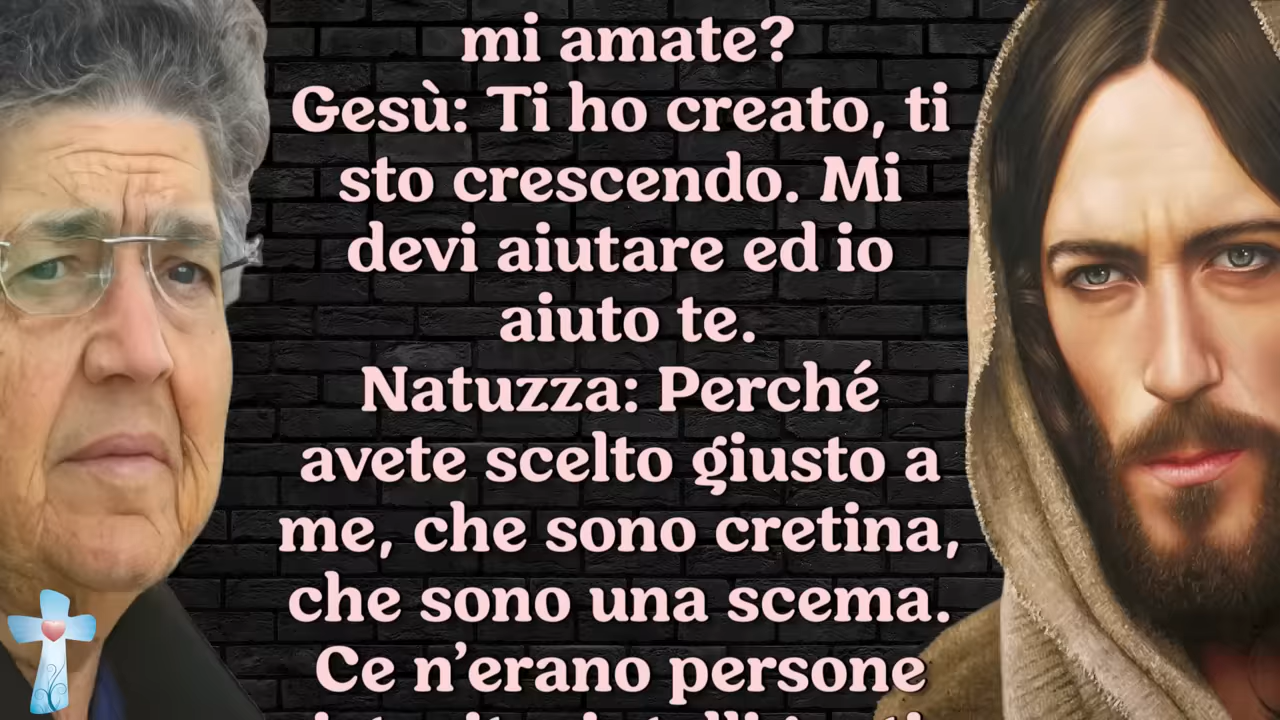 mi amate?
Gesù: Ti ho creato, ti
sto crescendo. Mi
devi aiutare ed io
aiuto te.
Natuzza: Perché
avete scelto giusto a
me, che sono cretina,
che sono una scema.
Ce n’erano persone